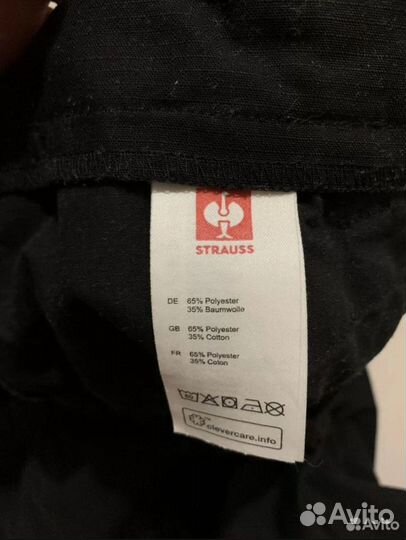 STRAUSS
DE 65% Polyester
35% Baumwolle
GB 65% Polyester
35% Cotton
FR 65% Polyester
35% Coton
clevercare.info
Avito
Avito